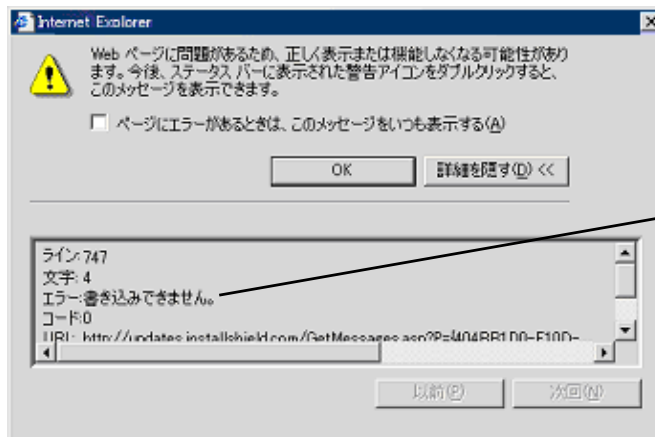 Internet Explorer
Web ページに問題があるため、正しく表示または機能しなくなる可能性があり
ます。今後、ステータス バーに表示された警告アイコンをダブルクリックすると、
このメッセージを表示できます。
ページにエラーがあるときは、このメッセージをいつも表示する(A)
OK
詳細を隠す(D) <<
ライン: 747
文字: 4
エラー:書き込みできません。
コード:0
URL: http://updates.installshield.com/GetMessages.asp?P={404BB1D0-F10D-
以前(P)
次回(N)